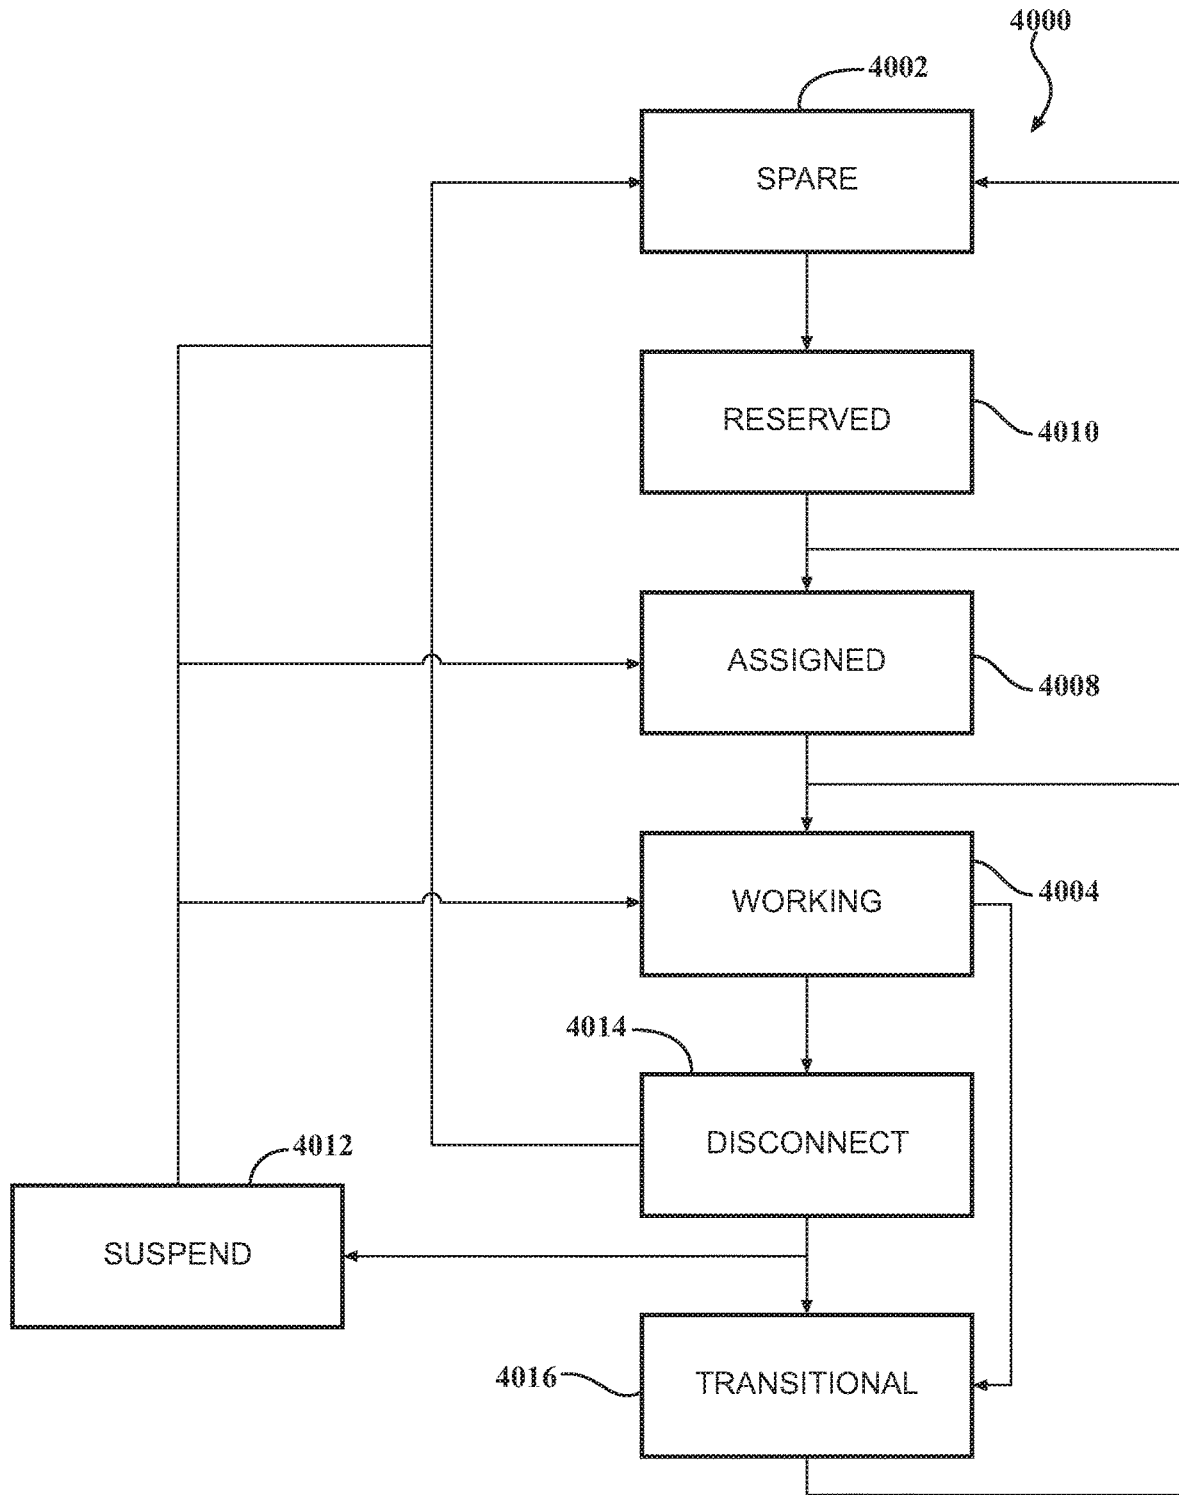 4000
4002
SPARE
RESERVED
4010
ASSIGNED
4008
WORKING
4004
4014
DISCONNECT
4012
SUSPEND
TRANSITIONAL
4016